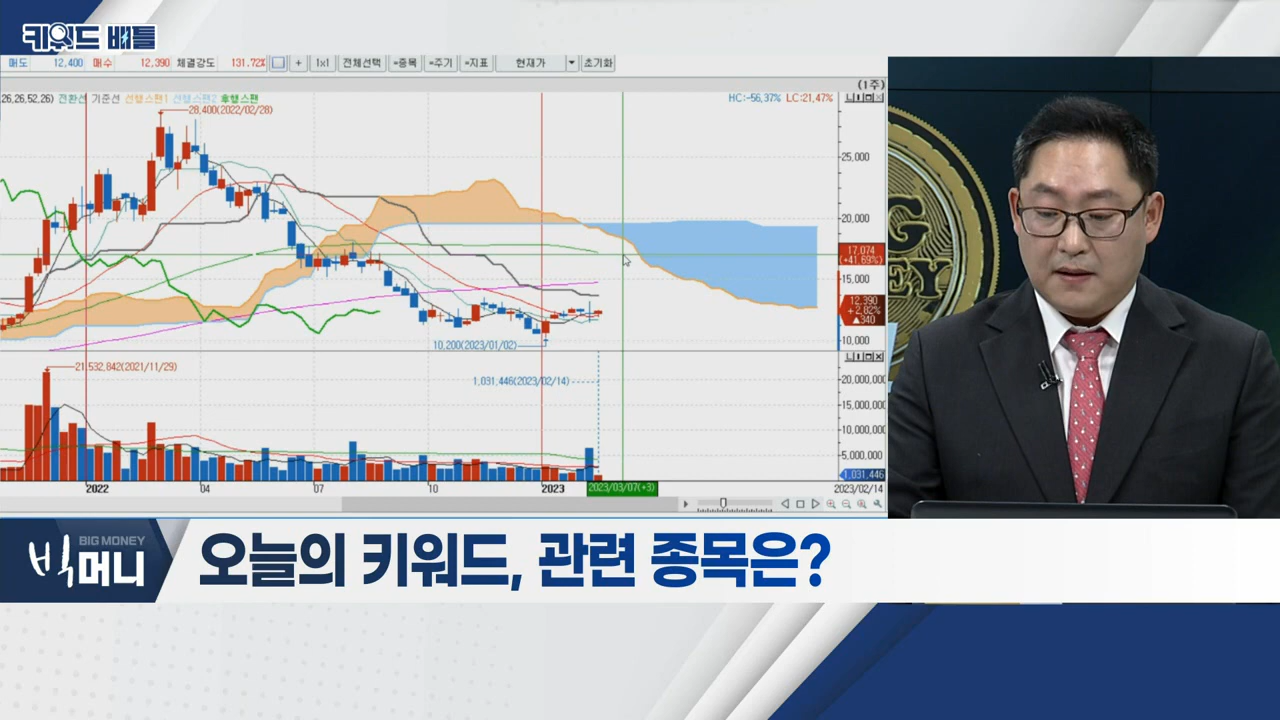 키워드 배틀
매도 12,400 매수 12,390 체결강도 131.72% + 1x1 전체선택 =종목 =주기 =지표 현재가 초기화
(1주)
26,26,52,26) 전환선 기준선 선행스팬1 선행스팬2 후행스팬 HC:-56.37% LC:21.47%
28,400(2022/02/28)
25,000
20,000
17,074
(+41.69%)
15,000
12,390
+2.82%
▲340
10,200(2023/01/02)
10,000
21,532,842(2021/11/29)
1,031,446(2023/02/14)
20,000,000
15,000,000
10,000,000
5,000,000
1,031,446
2022 04 07 10 2023 2023/03/07(+3) 2023/02/14
BIG MONEY
빅머니
오늘의 키워드, 관련 종목은?